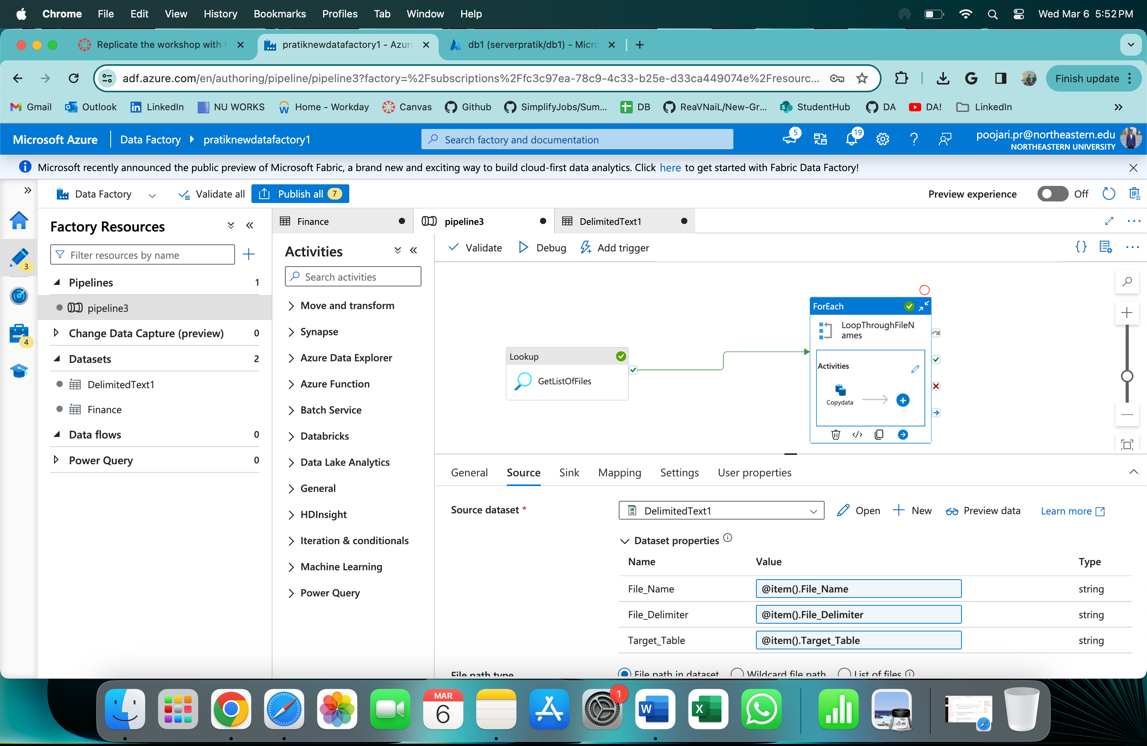 Chrome File Edit View History Bookmarks Profiles Tab Window Help Wed Mar 6 5:52 PM
Replicate the workshop with pratiknewdatafactory1 - Azur db1 (serverpratik/db1) - Micro
adf.azure.com/en/authoring/pipeline/pipeline3?factory=%2Fsubscriptions%2Ffc3c97ea-78c9-4c33-b25e-d33ca449074e%2Fresourc... Finish update
Gmail Outlook LinkedIn NU WORKS Home - Workday Canvas Github SimplifyJobs/Sum... DB ReaVNaiL/New-Gr... StudentHub DA DA! LinkedIn »
Microsoft Azure Data Factory pratiknewdatafactory1 Search factory and documentation 5 19 poojari.pr@northeastern.edu
NORTHEASTERN UNIVERSITY
Microsoft recently announced the public preview of Microsoft Fabric, a brand new and exciting way to build cloud-first data analytics. Click here to get started with Fabric Data Factory!
Data Factory Validate all Publish all 7 Preview experience Off
Factory Resources
Filter resources by name
3
4
Pipelines 1
pipeline3
Change Data Capture (preview) 0
Datasets 2
DelimitedText1
Finance
Data flows 0
Power Query 0
Finance pipeline3 DelimitedText1
Activities
Search activities
Move and transform
Synapse
Azure Data Explorer
Azure Function
Batch Service
Databricks
Data Lake Analytics
General
HDInsight
Iteration & conditionals
Machine Learning
Power Query
Validate Debug Add trigger
Lookup
GetListOfFiles
ForEach
LoopThroughFileN
ames
Activities
Copydata
General Source Sink Mapping Settings User properties
Source dataset * DelimitedText1 Open New Preview data Learn more
Dataset properties
Name Value Type
File_Name @item().File_Name string
File_Delimiter @item().File_Delimiter string
Target_Table @item().Target_Table string
File path type File path in dataset Wildcard file path List of files
MAR
6
1